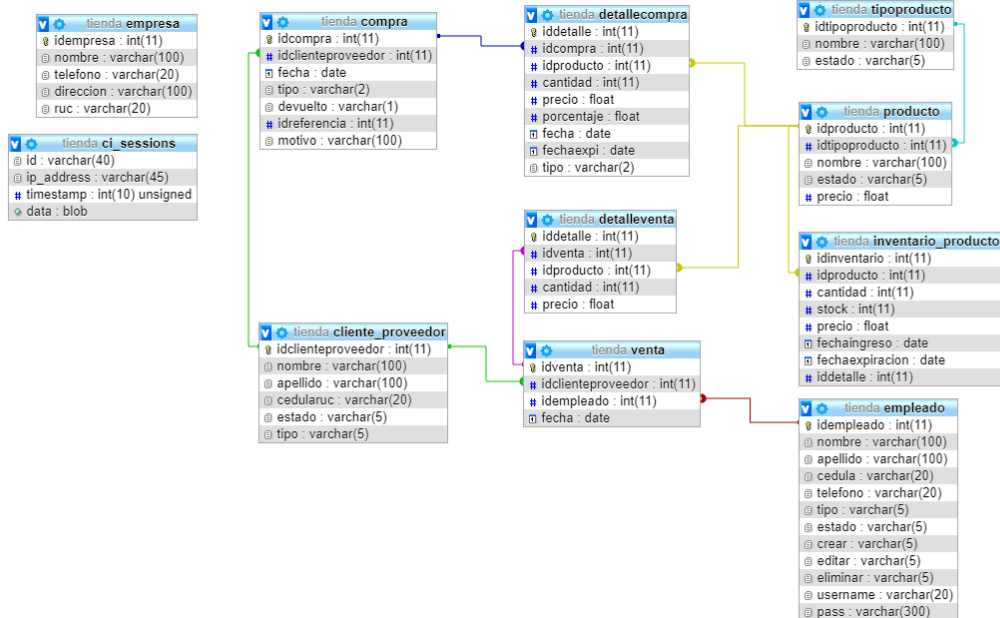 tienda empresa
idempresa : int(11)
nombre : varchar(100)
telefono : varchar(20)
direccion : varchar(100)
ruc : varchar(20)
tienda ci_sessions
id : varchar(40)
ip_address : varchar(45)
timestamp : int(10) unsigned
data : blob
tienda compra
idcompra : int(11)
idclienteproveedor : int(11)
fecha : date
tipo : varchar(2)
devuelto : varchar(1)
idreferencia : int(11)
motivo : varchar(100)
tienda cliente_proveedor
idclienteproveedor : int(11)
nombre : varchar(100)
apellido : varchar(100)
cedularuc : varchar(20)
estado : varchar(5)
tipo : varchar(5)
tienda detallecompra
iddetalle : int(11)
idcompra : int(11)
idproducto : int(11)
cantidad : int(11)
precio : float
porcentaje : float
fecha : date
fechaexpi : date
tipo : varchar(2)
tienda detalleventa
iddetalle : int(11)
idventa : int(11)
idproducto : int(11)
cantidad : int(11)
precio : float
tienda venta
idventa : int(11)
idclienteproveedor : int(11)
idempleado : int(11)
fecha : date
tienda tipoproducto
idtipoproducto : int(11)
nombre : varchar(100)
estado : varchar(5)
tienda producto
idproducto : int(11)
idtipoproducto : int(11)
nombre : varchar(100)
estado : varchar(5)
precio : float
tienda inventario_producto
idinventario : int(11)
idproducto : int(11)
cantidad : int(11)
stock : int(11)
precio : float
fechaingreso : date
fechaexpiracion : date
iddetalle : int(11)
tienda empleado
idempleado : int(11)
nombre : varchar(100)
apellido : varchar(100)
cedula : varchar(20)
telefono : varchar(20)
tipo : varchar(5)
estado : varchar(5)
crear : varchar(5)
editar : varchar(5)
eliminar : varchar(5)
username : varchar(20)
pass : varchar(300)